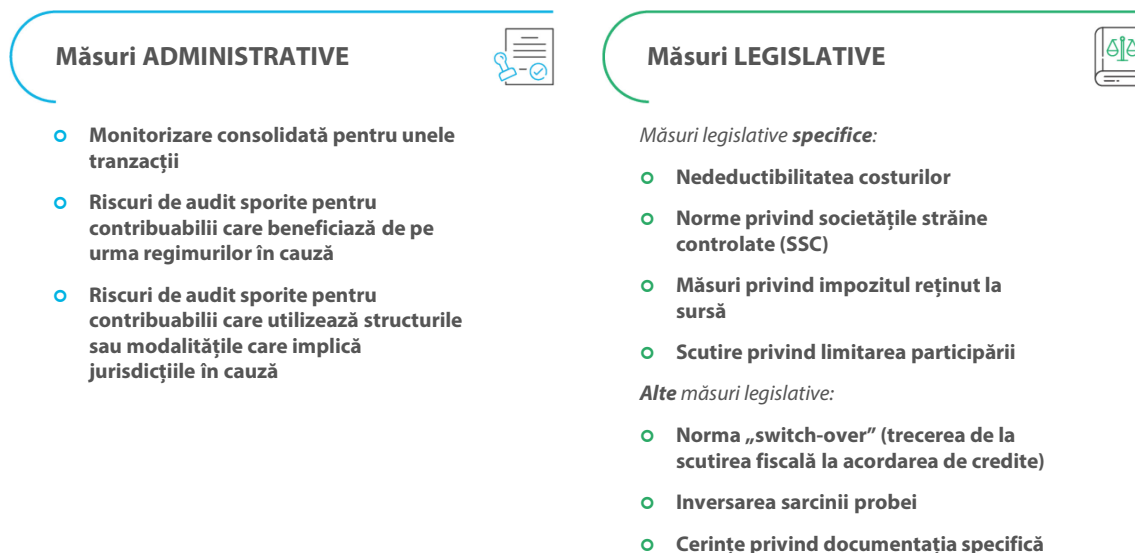 Măsuri ADMINISTRATIVE
Monitorizare consolidată pentru unele
tranzacții
Riscuri de audit sporite pentru
contribuabilii care beneficiază de pe
urma regimurilor în cauză
Riscuri de audit sporite pentru
contribuabilii care utilizează structurile
sau modalitățile care implică
jurisdicțiile în cauză
Măsuri LEGISLATIVE
Măsuri legislative specifice:
Nedeductibilitatea costurilor
Norme privind societățile străine
controlate (SSC)
Măsuri privind impozitul reținut la
sursă
Scutire privind limitarea participării
Alte măsuri legislative:
Norma „switch-over” (trecerea de la
scutirea fiscală la acordarea de credite)
Inversarea sarcinii probei
Cerințe privind documentația specifică